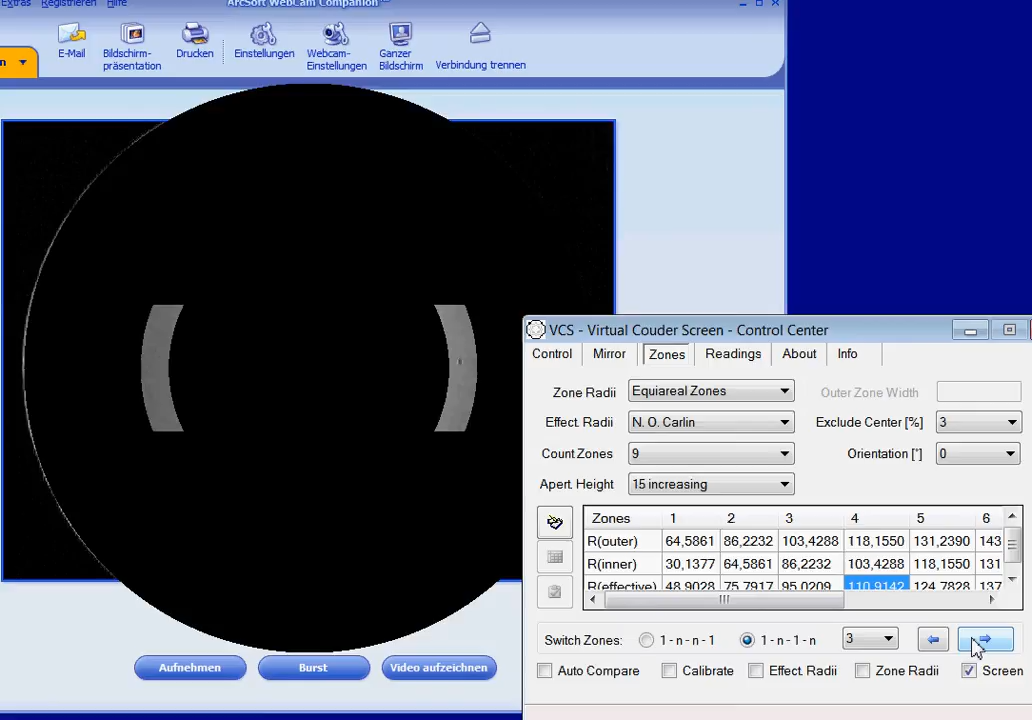 Extras Registrieren Hilfe
ArcSoft WebCam Companion
E-Mail
Bildschirm-
präsentation
Drucken
Einstellungen
Webcam-
Einstellungen
Ganzer
Bildschirm
Verbindung trennen
n
VCS - Virtual Couder Screen - Control Center
Control Mirror Zones Readings About Info
Zone Radii Equiareal Zones Outer Zone Width
Effect. Radii N. O. Carlin Exclude Center [%] 3
Count Zones 9 Orientation [°] 0
Apert. Height 15 increasing
Zones 1 2 3 4 5 6
R(outer) 64,5861 86,2232 103,4288 118,1550 131,2390 143
R(inner) 30,1377 64,5861 86,2232 103,4288 118,1550 131
R(effective) 48,9028 75,7917 95,0209 110,9142 124,7828 137
Switch Zones: 1 - n - n - 1 1 - n - 1 - n 3
Auto Compare Calibrate Effect. Radii Zone Radii Screen
Aufnehmen Burst Video aufzeichnen